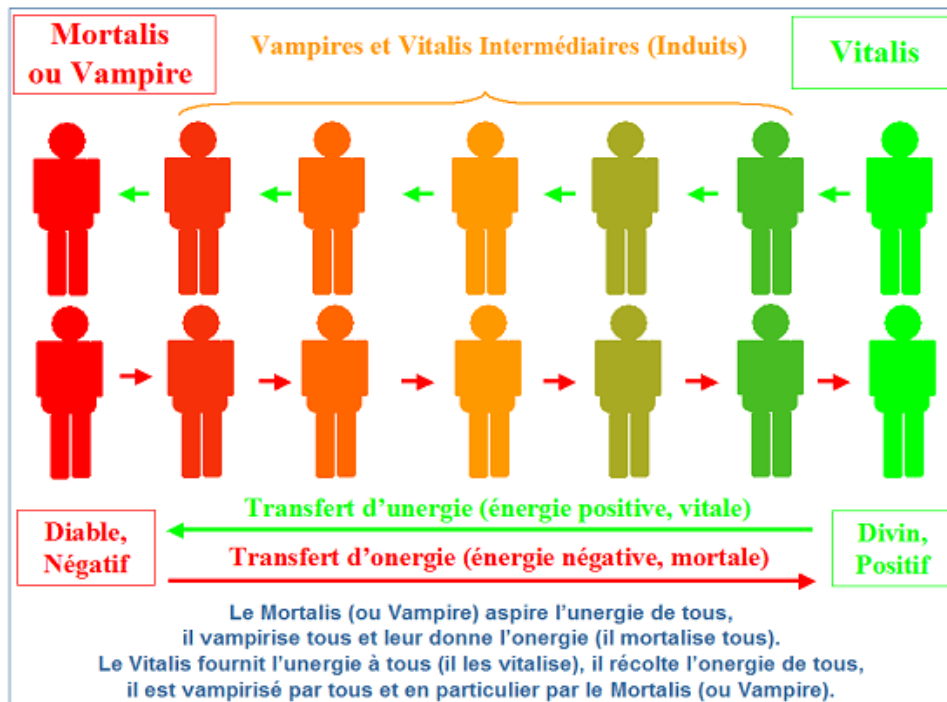 Mortalis
ou Vampire
Vampires et Vitalis Intermédiaires (Induits)
Vitalis
Transfert d’unergie (énergie positive, vitale)
Diable,
Négatif
Transfert d’onergie (énergie négative, mortale)
Divin,
Positif
Le Mortalis (ou Vampire) aspire l’unergie de tous,
il vampirise tous et leur donne l’onergie (il mortalise tous).
Le Vitalis fournit l’unergie à tous (il les vitalise), il récolte l’onergie de tous,
il est vampirisé par tous et en particulier par le Mortalis (ou Vampire).